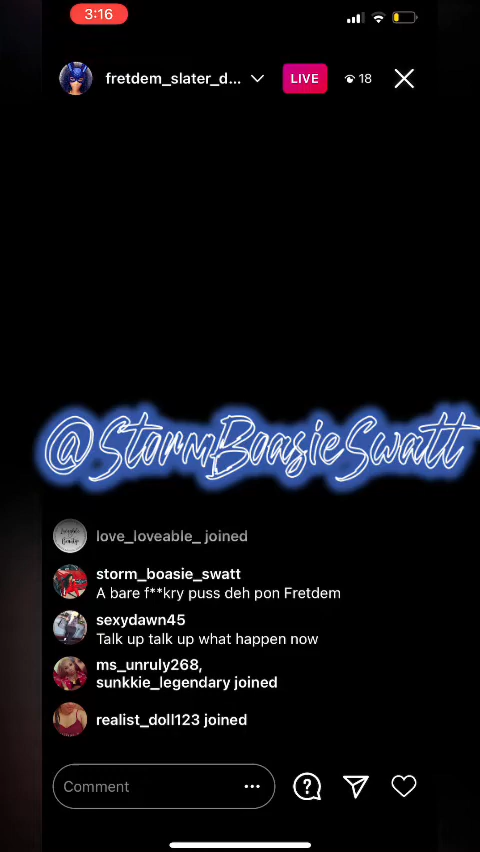 3:16
fretdem_slater_d...
LIVE
18
@StormBoasieSwatt
love_loveable_ joined
storm_boasie_swatt
A bare f**kry puss deh pon Fretdem
sexydawn45
Talk up talk up what happen now
ms_unruly268,
sunkkie_legendary joined
realist_doll123 joined
Comment